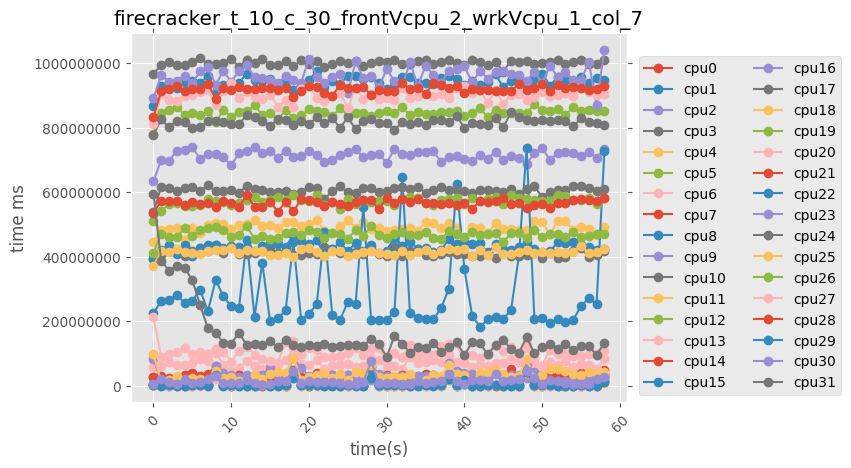 firecracker_t_10_c_30_frontVcpu_2_wrkVcpu_1_col_7
time ms
1000000000
800000000
600000000
400000000
200000000
0
0
10
20
30
40
50
60
time(s)
cpu0
cpu1
cpu2
cpu3
cpu4
cpu5
cpu6
cpu7
cpu8
cpu9
cpu10
cpu11
cpu12
cpu13
cpu14
cpu15
cpu16
cpu17
cpu18
cpu19
cpu20
cpu21
cpu22
cpu23
cpu24
cpu25
cpu26
cpu27
cpu28
cpu29
cpu30
cpu31